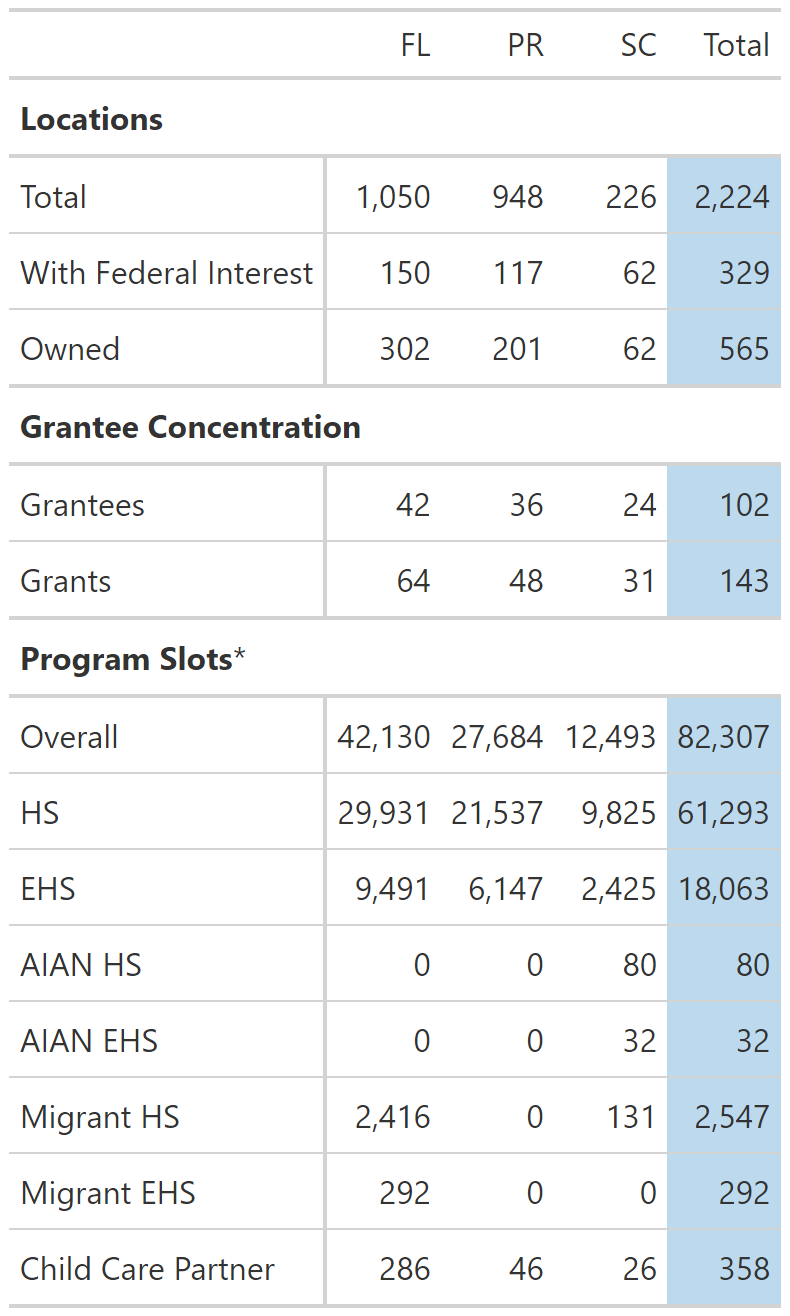 FL PR SC Total
Locations
Total 1,050 948 226 2,224
With Federal Interest 150 117 62 329
Owned 302 201 62 565
Grantee Concentration
Grantees 42 36 24 102
Grants 64 48 31 143
Program Slots*
Overall 42,130 27,684 12,493 82,307
HS 29,931 21,537 9,825 61,293
EHS 9,491 6,147 2,425 18,063
AIAN HS 0 0 80 80
AIAN EHS 0 0 32 32
Migrant HS 2,416 0 131 2,547
Migrant EHS 292 0 0 292
Child Care Partner 286 46 26 358